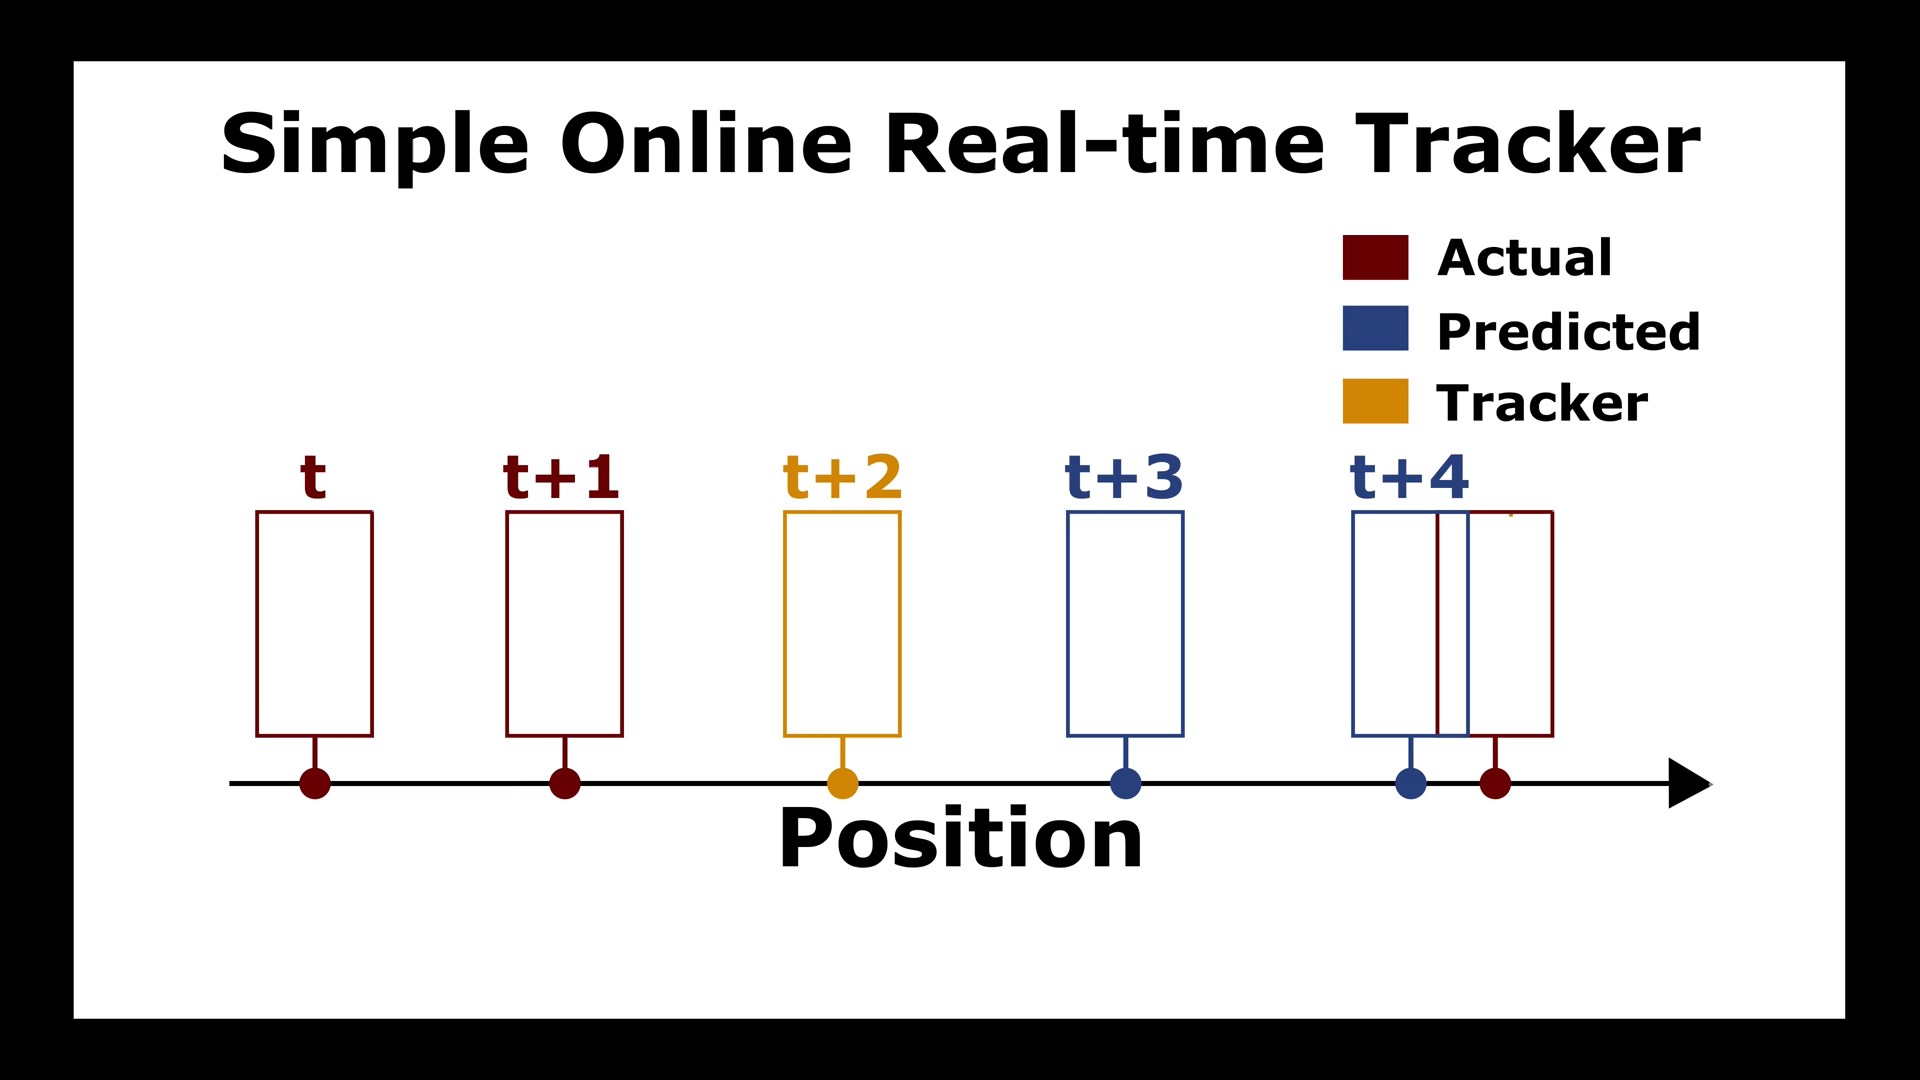 Simple Online Real-time Tracker
Actual
Predicted
Tracker
t t+1 t+2 t+3 t+4
Position